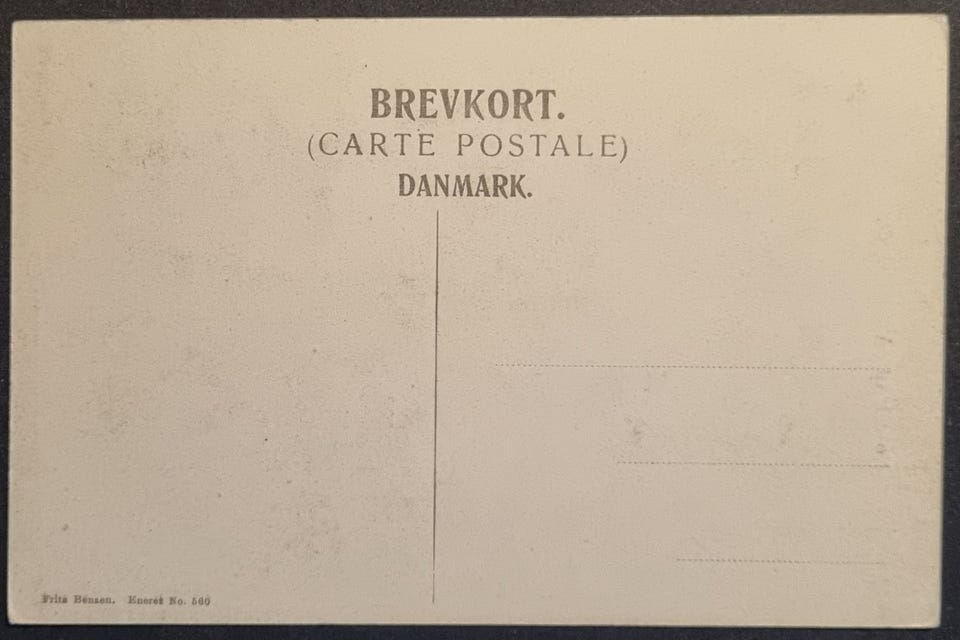 BREVKORT.
(CARTE POSTALE)
DANMARK.
Fritz Benzen. Eneret No. 560